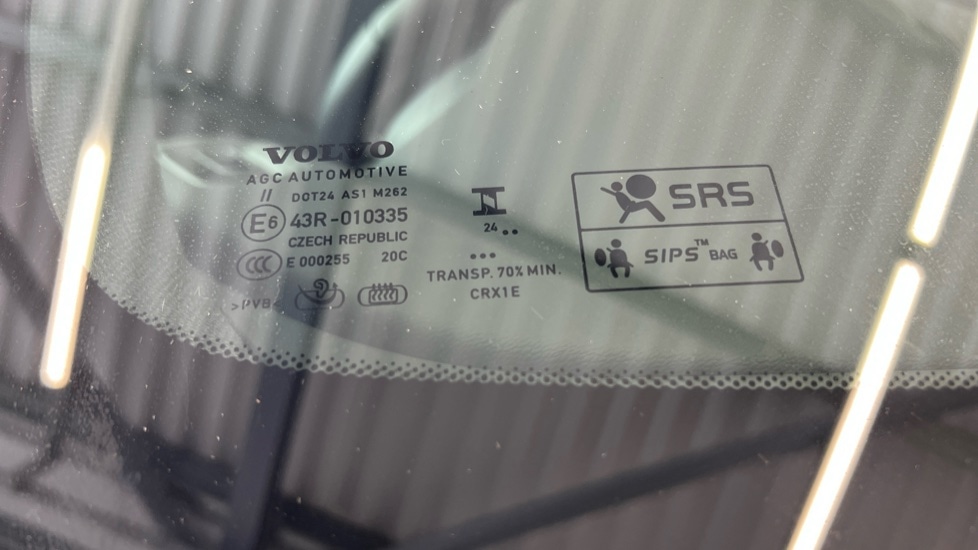 VOLVO
AGC AUTOMOTIVE
// DOT24 AS1 M262
E6 43R-010335
CZECH REPUBLIC
CCC E 000255 20C
>PVB<
24 ..
...
TRANSP. 70% MIN.
CRX1E
SRS
SIPS™ BAG